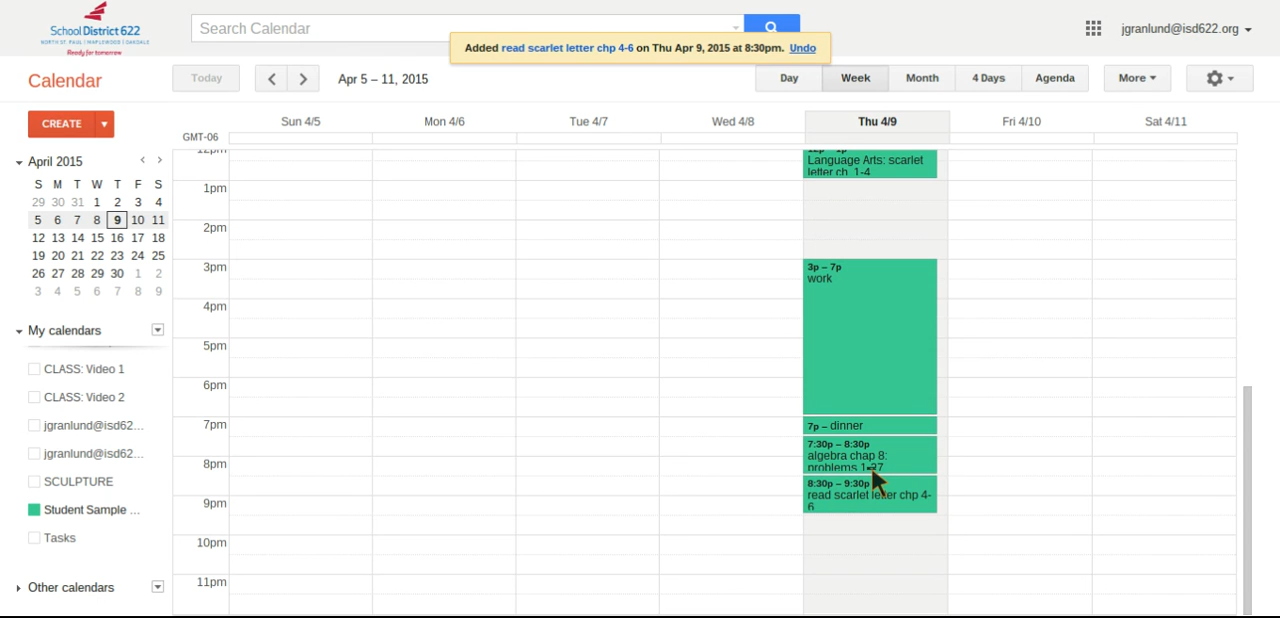 School District 622
NORTH ST. PAUL | MAPLEWOOD | OAKDALE
Ready for tomorrow
Search Calendar
jgranlund@isd622.org
Added read scarlet letter chp 4-6 on Thu Apr 9, 2015 at 8:30pm. Undo
Calendar
Today
Apr 5 – 11, 2015
Day Week Month 4 Days Agenda
More
CREATE
April 2015
S M T W T F S
29 30 31 1 2 3 4
5 6 7 8 9 10 11
12 13 14 15 16 17 18
19 20 21 22 23 24 25
26 27 28 29 30 1 2
3 4 5 6 7 8 9
My calendars
CLASS: Video 1
CLASS: Video 2
jgranlund@isd62...
jgranlund@isd62...
SCULPTURE
Student Sample ...
Tasks
Other calendars
GMT-06
Sun 4/5 Mon 4/6 Tue 4/7 Wed 4/8 Thu 4/9 Fri 4/10 Sat 4/11
12pm
1pm
2pm
3pm
4pm
5pm
6pm
7pm
8pm
9pm
10pm
11pm
12p – 1p
Language Arts: scarlet
letter ch. 1-4
3p – 7p
work
7p – dinner
7:30p – 8:30p
algebra chap 8:
problems 1-27
8:30p – 9:30p
read scarlet letter chp 4-
6